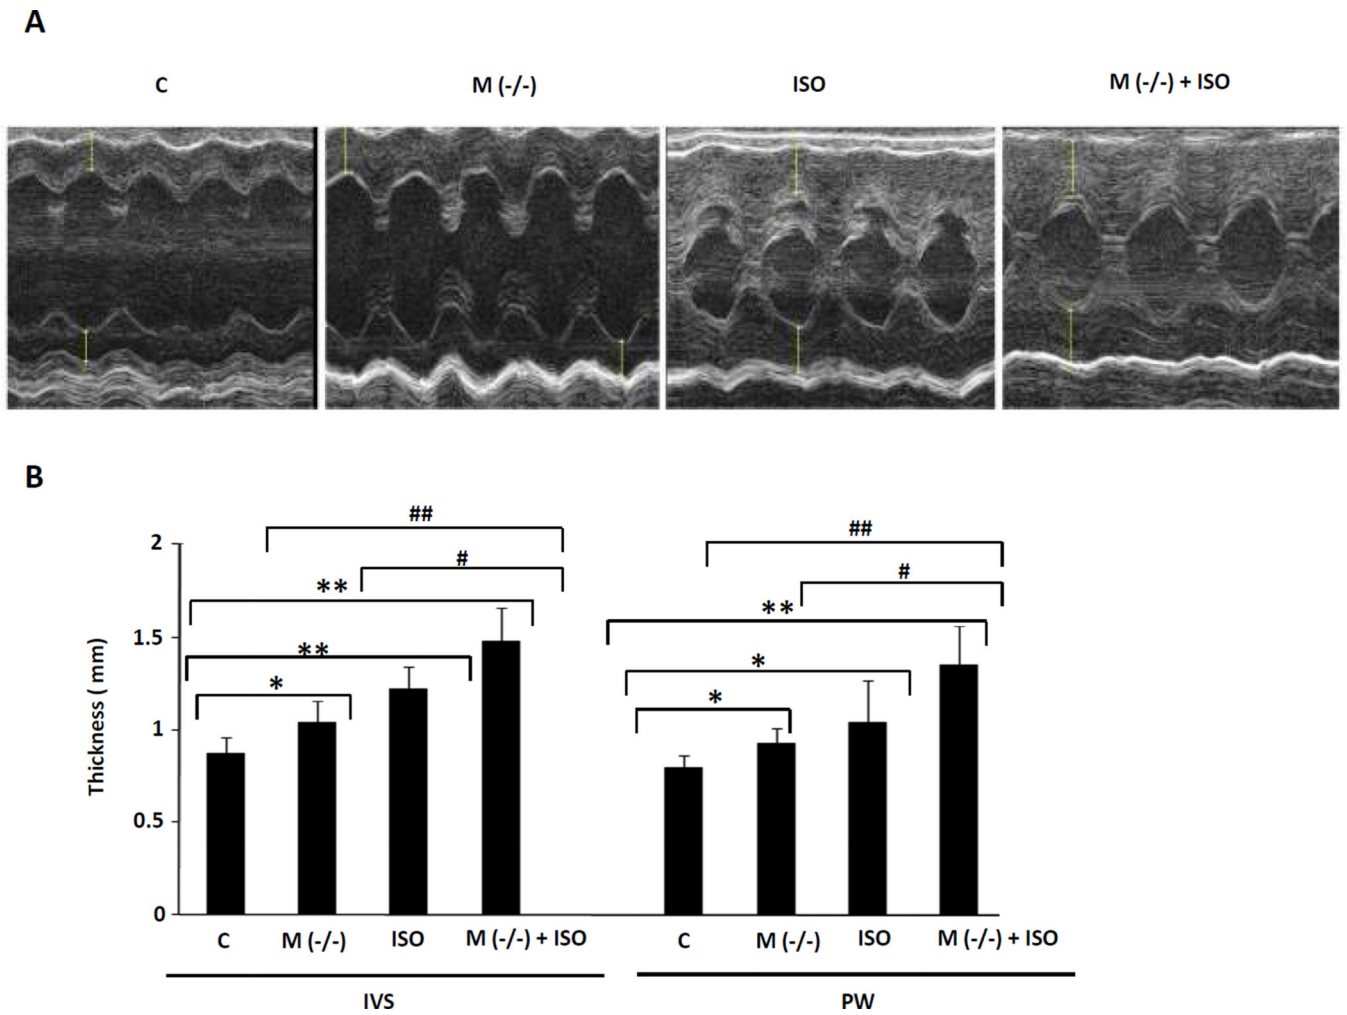 A
C M (-/-) ISO M (-/-) + ISO
B
##
#
**
**
*
##
#
**
*
*
2
1.5
1
0.5
0
Thickness ( mm)
C M (-/-) ISO M (-/-) + ISO C M (-/-) ISO M (-/-) + ISO
IVS PW